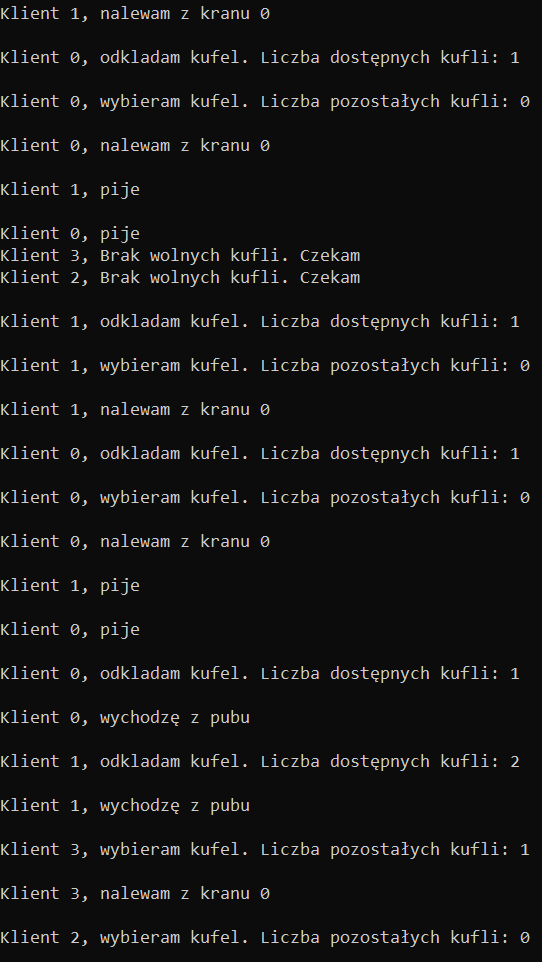 Klient 1, nalewam z kranu 0
Klient 0, odkladam kufel. Liczba dostępnych kufli: 1
Klient 0, wybieram kufel. Liczba pozostałych kufli: 0
Klient 0, nalewam z kranu 0
Klient 1, pije
Klient 0, pije
Klient 3, Brak wolnych kufli. Czekam
Klient 2, Brak wolnych kufli. Czekam
Klient 1, odkladam kufel. Liczba dostępnych kufli: 1
Klient 1, wybieram kufel. Liczba pozostałych kufli: 0
Klient 1, nalewam z kranu 0
Klient 0, odkladam kufel. Liczba dostępnych kufli: 1
Klient 0, wybieram kufel. Liczba pozostałych kufli: 0
Klient 0, nalewam z kranu 0
Klient 1, pije
Klient 0, pije
Klient 0, odkladam kufel. Liczba dostępnych kufli: 1
Klient 0, wychodzę z pubu
Klient 1, odkladam kufel. Liczba dostępnych kufli: 2
Klient 1, wychodzę z pubu
Klient 3, wybieram kufel. Liczba pozostałych kufli: 1
Klient 3, nalewam z kranu 0
Klient 2, wybieram kufel. Liczba pozostałych kufli: 0